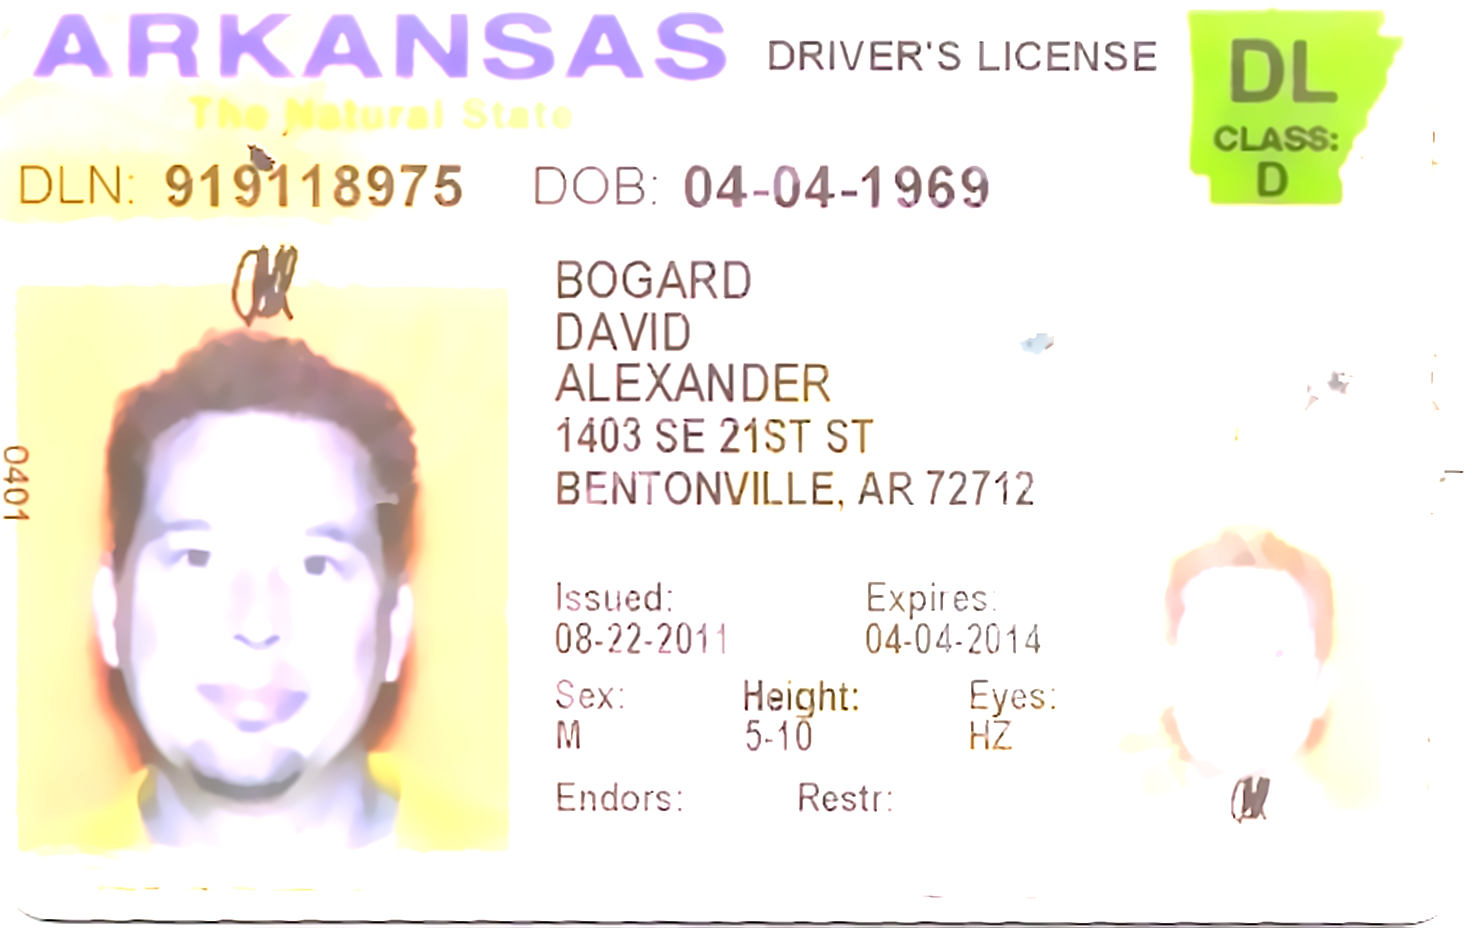 ARKANSAS DRIVER'S LICENSE
The Natural State
DL
CLASS:
D
DLN: 919118975 DOB: 04-04-1969
BOGARD
DAVID
ALEXANDER
1403 SE 21ST ST
BENTONVILLE, AR 72712
0401
Issued: Expires:
08-22-2011 04-04-2014
Sex: Height: Eyes:
M 5-10 HZ
Endors: Restr: